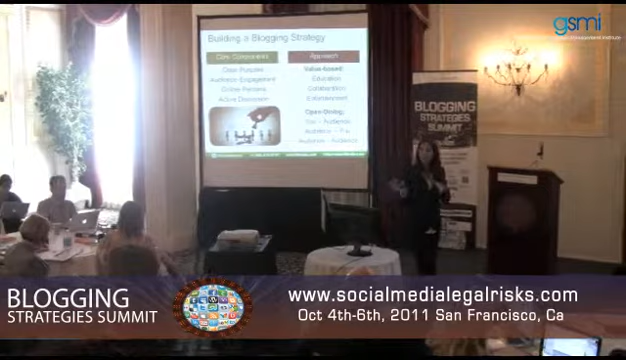 gsmi
Building a Blogging Strategy
Core Components
Approach
Clear Purpose
Value-based:
Audience Engagement
Education
Online Persona
Collaboration
Active Discussion
Entertainment
Open Dialog:
You – Audience
Audience – You
Audience – Audience
BLOGGING
STRATEGIES
SUMMIT
BLOGGING
STRATEGIES SUMMIT
www.socialmedialegalrisks.com
Oct 4th-6th, 2011 San Francisco, Ca